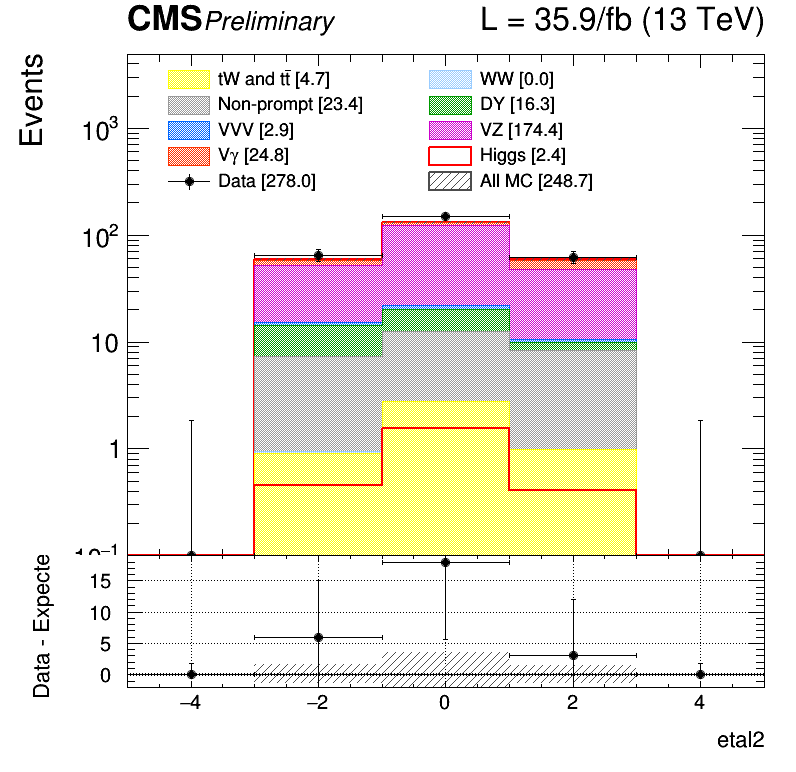 CMS Preliminary L = 35.9/fb (13 TeV)
Events
tW and tt̄ [4.7] WW [0.0]
Non-prompt [23.4] DY [16.3]
VVV [2.9] VZ [174.4]
Vγ [24.8] Higgs [2.4]
Data [278.0] All MC [248.7]
10³
10²
10
1
Data - Expecte
15
10
5
0
−4 −2 0 2 4
etal2